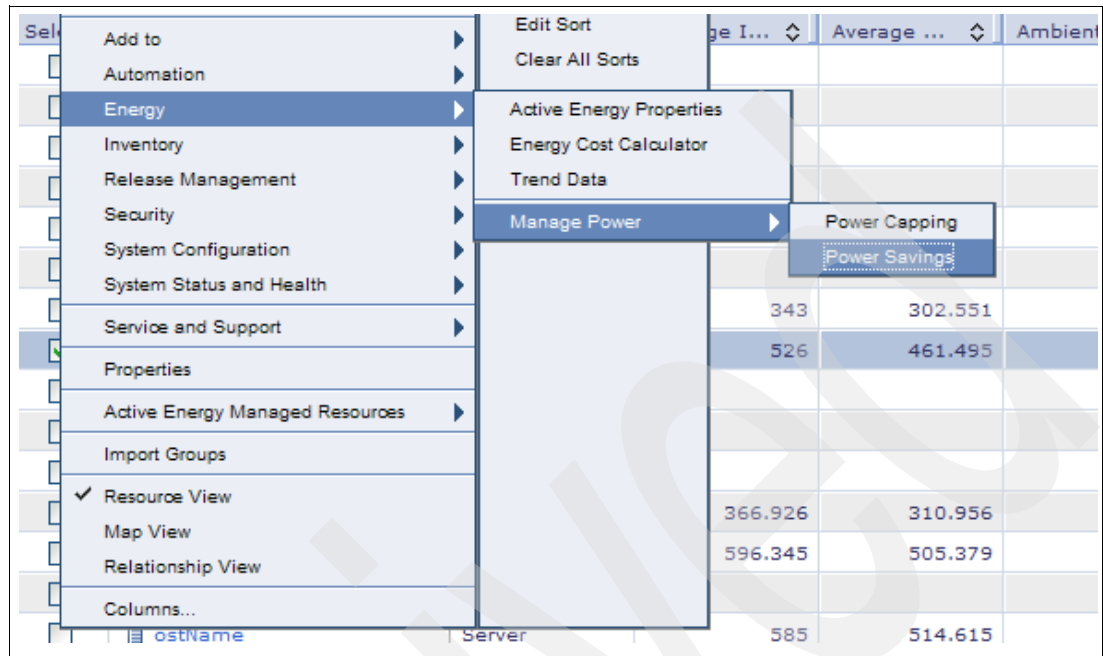 Sel
ge I...
Average ...
Ambient
Add to
Automation
Energy
Inventory
Release Management
Security
System Configuration
System Status and Health
Service and Support
Properties
Active Energy Managed Resources
Import Groups
Resource View
Map View
Relationship View
Columns...
Edit Sort
Clear All Sorts
Active Energy Properties
Energy Cost Calculator
Trend Data
Manage Power
Power Capping
Power Savings
343 302.551
526 461.495
366.926 310.956
596.345 505.379
ostName Server 585 514.615